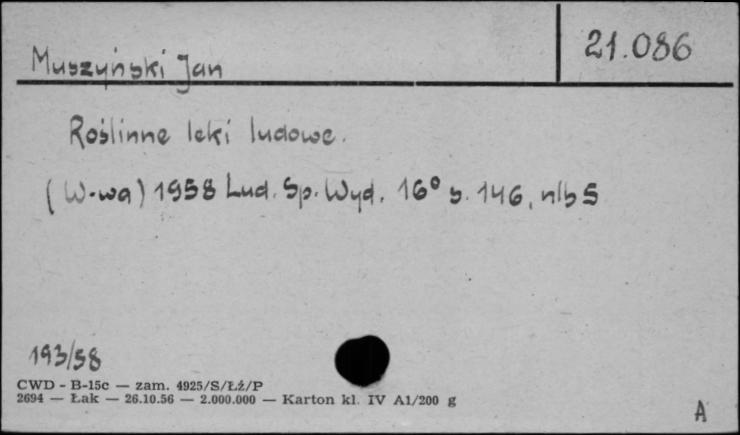 Muszyński Jan
21.086
Roślinne leki ludowe.
(W-wa) 1958 Lud. Sp. Wyd. 16° s. 146, nlb 5
193/58
CWD - B-15c — zam. 4925/S/Łź/P
2694 — Łak — 26.10.56 — 2.000.000 — Karton kl. IV A1/200 g
A